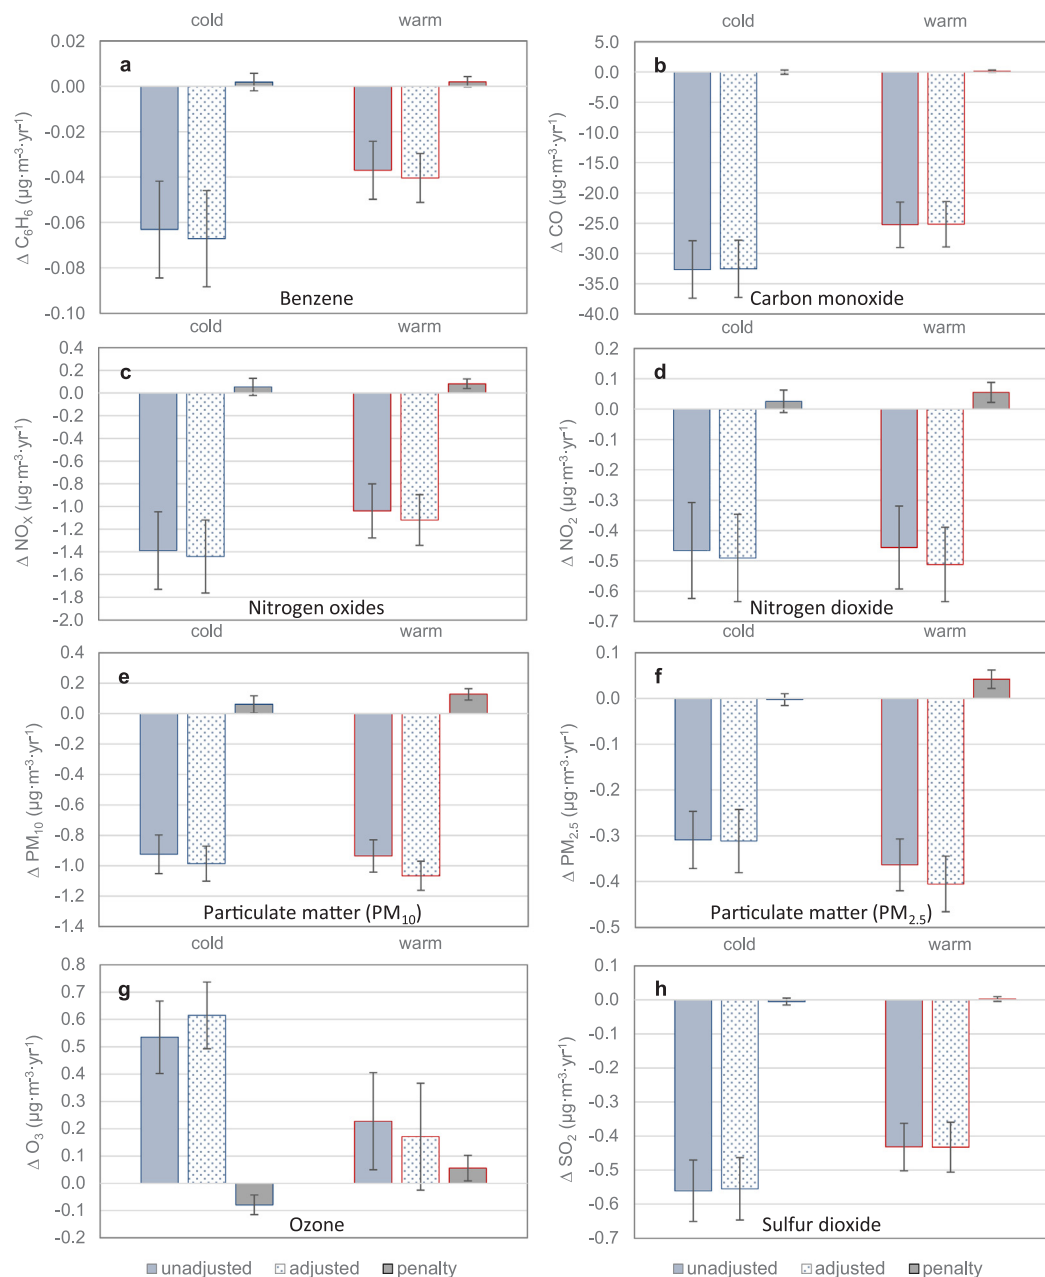 cold warm
0.02
0.00
-0.02
-0.04
-0.06
-0.08
-0.10
Δ C₆H₆ (µg·m⁻³·yr⁻¹)
a
Benzene
cold warm
5.0
0.0
-5.0
-10.0
-15.0
-20.0
-25.0
-30.0
-35.0
-40.0
Δ CO (µg·m⁻³·yr⁻¹)
b
Carbon monoxide
cold warm
0.4
0.2
0.0
-0.2
-0.4
-0.6
-0.8
-1.0
-1.2
-1.4
-1.6
-1.8
-2.0
Δ NOX (µg·m⁻³·yr⁻¹)
c
Nitrogen oxides
cold warm
0.2
0.1
0.0
-0.1
-0.2
-0.3
-0.4
-0.5
-0.6
-0.7
Δ NO₂ (µg·m⁻³·yr⁻¹)
d
Nitrogen dioxide
cold warm
0.4
0.2
0.0
-0.2
-0.4
-0.6
-0.8
-1.0
-1.2
-1.4
Δ PM₁₀ (µg·m⁻³·yr⁻¹)
e
Particulate matter (PM₁₀)
cold warm
0.1
0.0
-0.1
-0.2
-0.3
-0.4
-0.5
Δ PM₂.₅ (µg·m⁻³·yr⁻¹)
f
Particulate matter (PM₂.₅)
cold warm
0.8
0.7
0.6
0.5
0.4
0.3
0.2
0.1
0.0
-0.1
-0.2
Δ O₃ (µg·m⁻³·yr⁻¹)
g
Ozone
cold warm
0.1
0.0
-0.1
-0.2
-0.3
-0.4
-0.5
-0.6
-0.7
Δ SO₂ (µg·m⁻³·yr⁻¹)
h
Sulfur dioxide
unadjusted adjusted penalty
unadjusted adjusted penalty